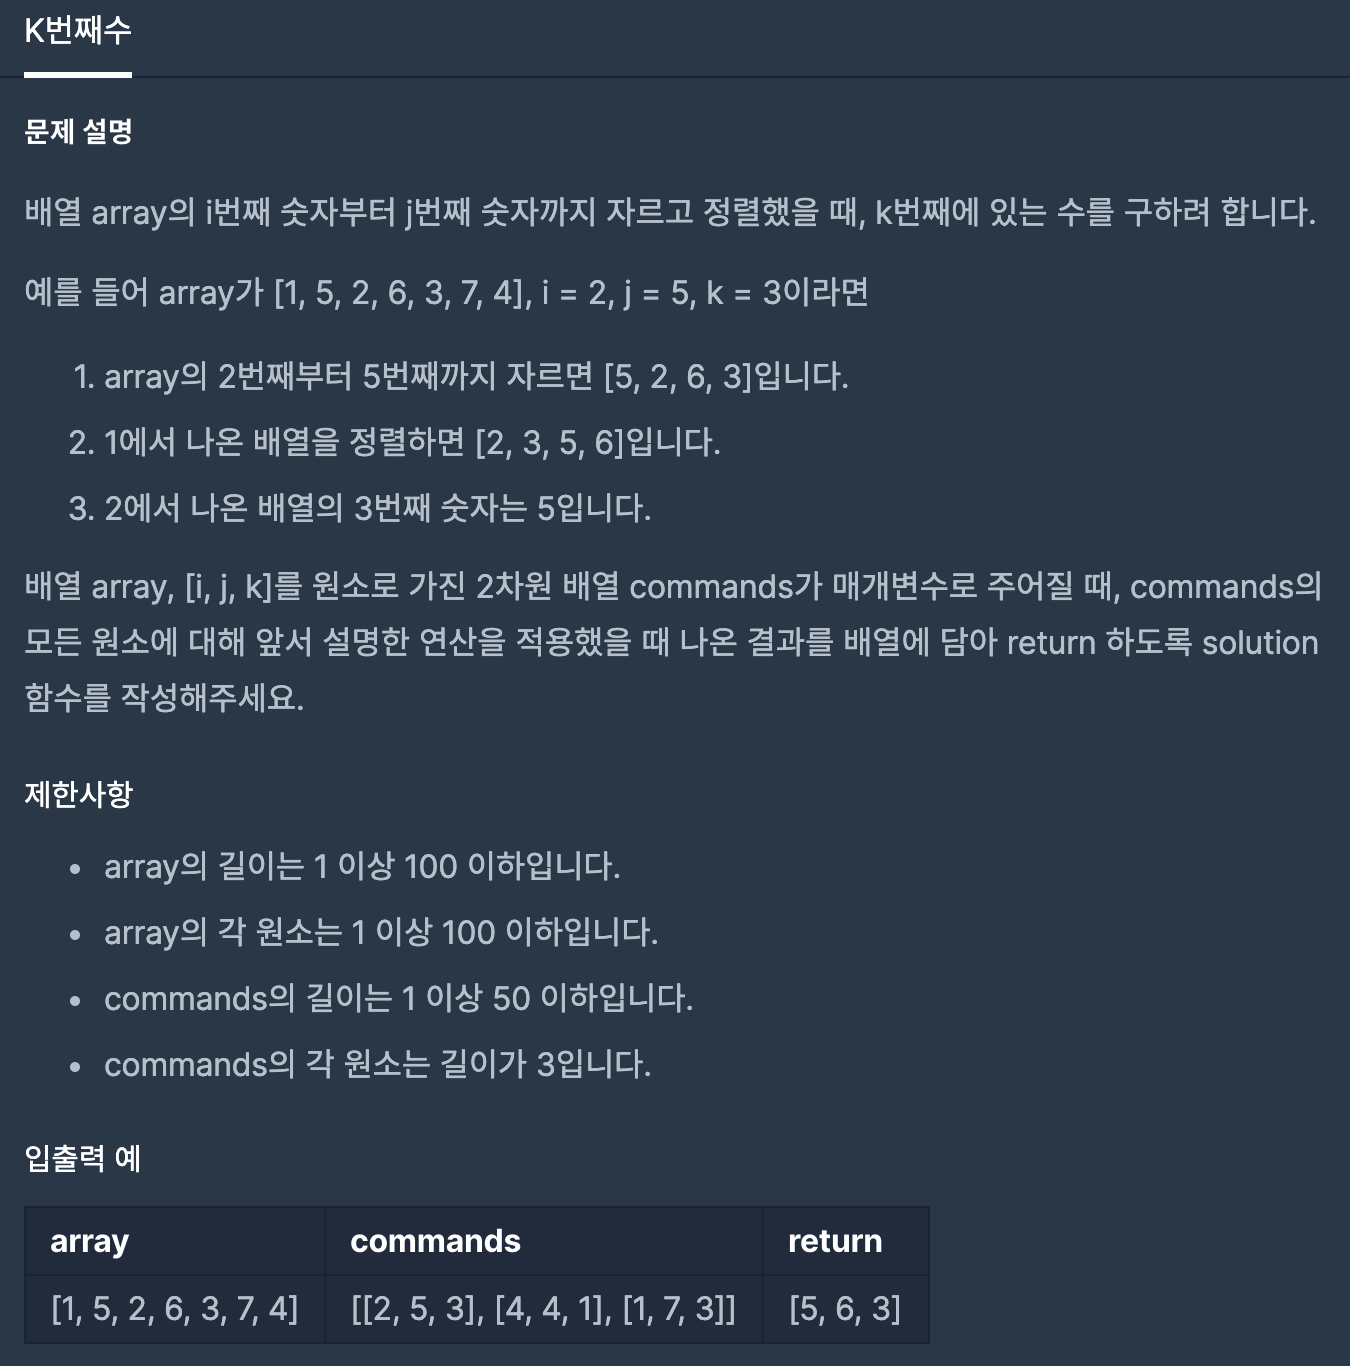 K번째수
문제 설명
배열 array의 i번째 숫자부터 j번째 숫자까지 자르고 정렬했을 때, k번째에 있는 수를 구하려 합니다.
예를 들어 array가 [1, 5, 2, 6, 3, 7, 4], i = 2, j = 5, k = 3이라면
1. array의 2번째부터 5번째까지 자르면 [5, 2, 6, 3]입니다.
2. 1에서 나온 배열을 정렬하면 [2, 3, 5, 6]입니다.
3. 2에서 나온 배열의 3번째 숫자는 5입니다.
배열 array, [i, j, k]를 원소로 가진 2차원 배열 commands가 매개변수로 주어질 때, commands의
모든 원소에 대해 앞서 설명한 연산을 적용했을 때 나온 결과를 배열에 담아 return 하도록 solution
함수를 작성해주세요.
제한사항
• array의 길이는 1 이상 100 이하입니다.
• array의 각 원소는 1 이상 100 이하입니다.
• commands의 길이는 1 이상 50 이하입니다.
• commands의 각 원소는 길이가 3입니다.
입출력 예
array commands return
[1, 5, 2, 6, 3, 7, 4] [[2, 5, 3], [4, 4, 1], [1, 7, 3]] [5, 6, 3]